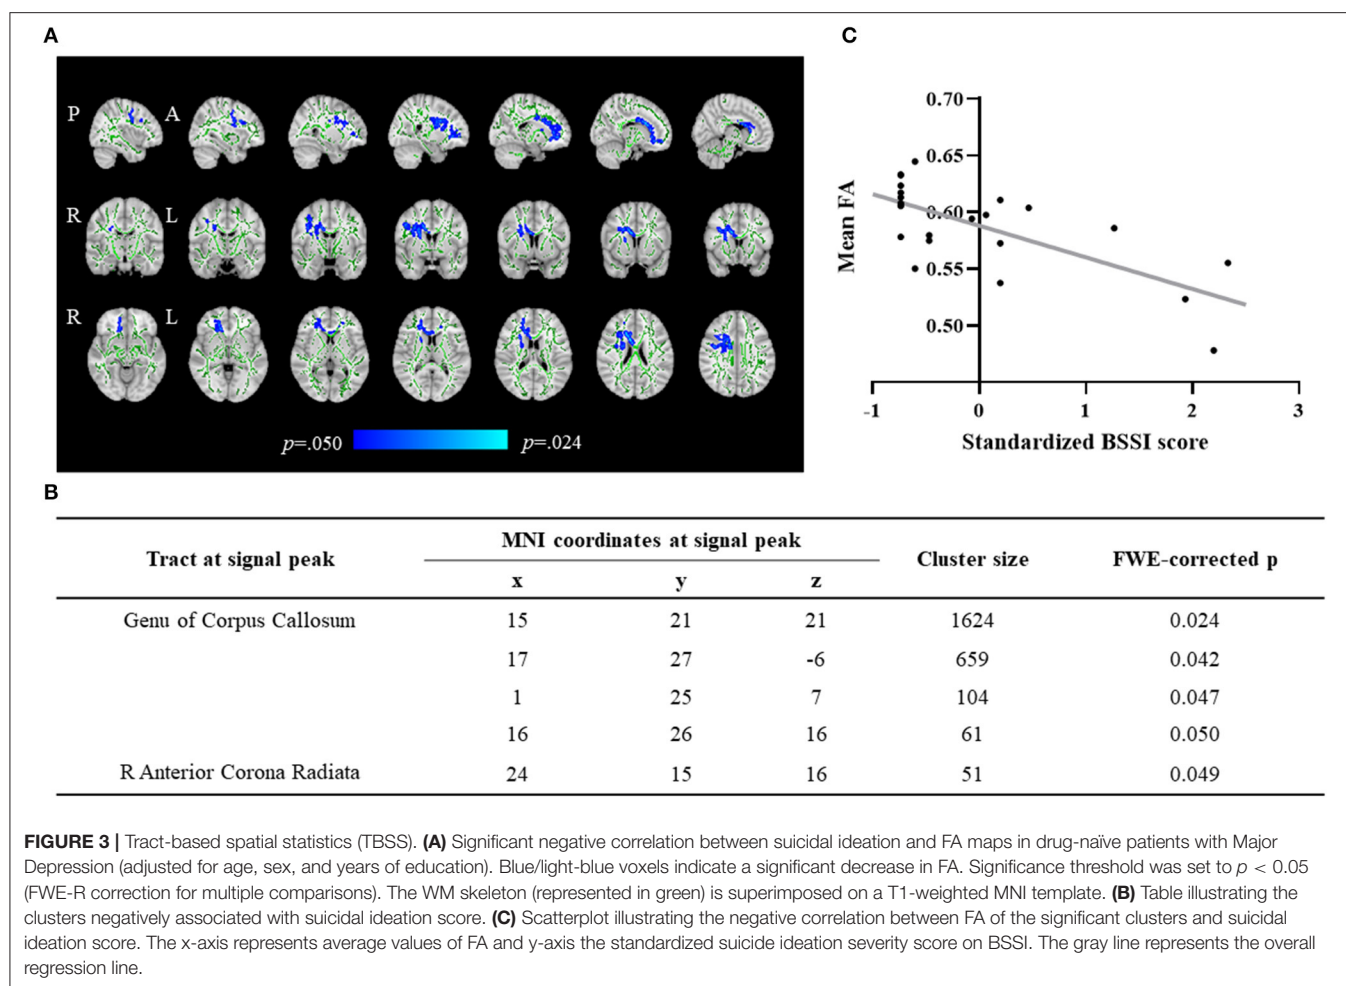 A
P
A
R
L
R
L
p=.050
p=.024
C
0.70
0.65
0.60
0.55
0.50
Mean FA
-1
0
1
2
3
Standardized BSSI score
B
Tract at signal peak
MNI coordinates at signal peak
Cluster size
FWE-corrected p
x
y
z
Genu of Corpus Callosum 15 21 21 1624 0.024
17 27 -6 659 0.042
1 25 7 104 0.047
16 26 16 61 0.050
R Anterior Corona Radiata 24 15 16 51 0.049
FIGURE 3 | Tract-based spatial statistics (TBSS). (A) Significant negative correlation between suicidal ideation and FA maps in drug-naïve patients with Major
Depression (adjusted for age, sex, and years of education). Blue/light-blue voxels indicate a significant decrease in FA. Significance threshold was set to p < 0.05
(FWE-R correction for multiple comparisons). The WM skeleton (represented in green) is superimposed on a T1-weighted MNI template. (B) Table illustrating the
clusters negatively associated with suicidal ideation score. (C) Scatterplot illustrating the negative correlation between FA of the significant clusters and suicidal
ideation score. The x-axis represents average values of FA and y-axis the standardized suicide ideation severity score on BSSI. The gray line represents the overall
regression line.